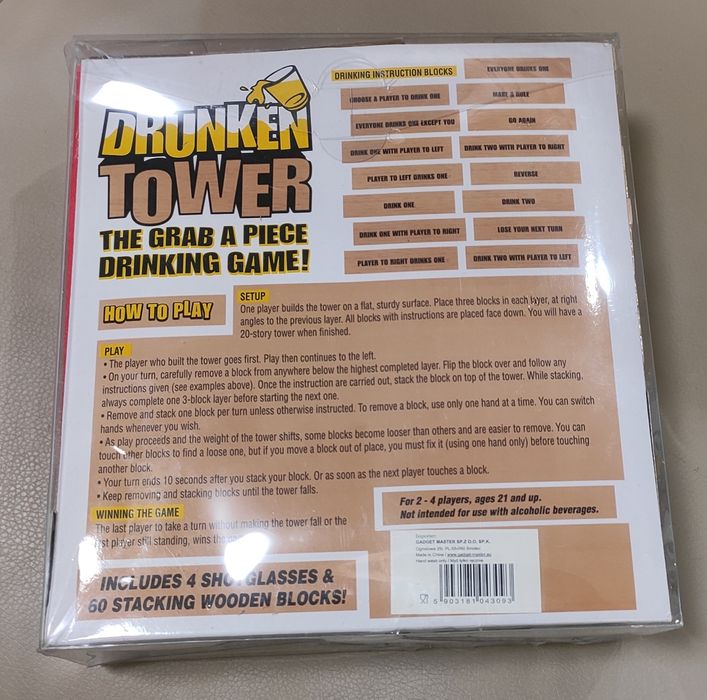 DRUNKEN
TOWER
THE GRAB A PIECE
DRINKING GAME!
DRINKING INSTRUCTION BLOCKS
EVERYONE DRINKS ONE
CHOOSE A PLAYER TO DRINK ONE
MAKE A RULE
EVERYONE DRINKS ONE EXCEPT YOU
GO AGAIN
DRINK ONE WITH PLAYER TO LEFT
DRINK TWO WITH PLAYER TO RIGHT
PLAYER TO LEFT DRINKS ONE
REVERSE
DRINK ONE
DRINK TWO
DRINK ONE WITH PLAYER TO RIGHT
LOSE YOUR NEXT TURN
PLAYER TO RIGHT DRINKS ONE
DRINK TWO WITH PLAYER TO LEFT
HOW TO PLAY
SETUP
One player builds the tower on a flat, sturdy surface. Place three blocks in each layer, at right
angles to the previous layer. All blocks with instructions are placed face down. You will have a
20-story tower when finished.
PLAY
• The player who built the tower goes first. Play then continues to the left.
• On your turn, carefully remove a block from anywhere below the highest completed layer. Flip the block over and follow any
instructions given (see examples above). Once the instruction are carried out, stack the block on top of the tower. While stacking,
always complete one 3-block layer before starting the next one.
• Remove and stack one block per turn unless otherwise instructed. To remove a block, use only one hand at a time. You can switch
hands whenever you wish.
• As play proceeds and the weight of the tower shifts, some blocks become looser than others and are easier to remove. You can
touch other blocks to find a loose one, but if you move a block out of place, you must fix it (using one hand only) before touching
another block.
• Your turn ends 10 seconds after you stack your block. Or as soon as the next player touches a block.
• Keep removing and stacking blocks until the tower falls.
WINNING THE GAME
The last player to take a turn without making the tower fall or the
last player still standing, wins the
For 2 - 4 players, ages 21 and up.
Not intended for use with alcoholic beverages.
INCLUDES 4 SHOT GLASSES &
60 STACKING WOODEN BLOCKS!
GADGET MASTER SP.Z O.O. SP.K.
Made in China / www.gadget-master.eu
Hand wash only / Myć tylko ręcznie
5 903181 043093